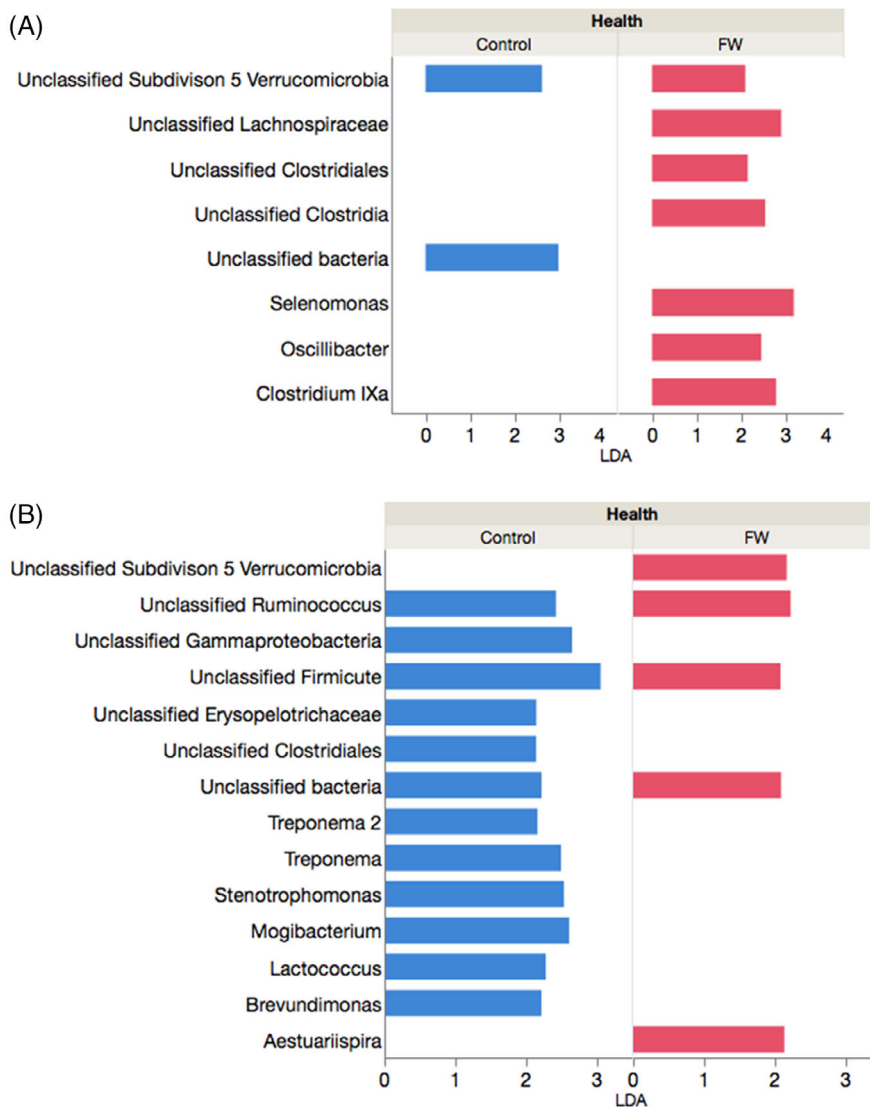 (A)
Health
Control FW
Unclassified Subdivison 5 Verrucomicrobia
Unclassified Lachnospiraceae
Unclassified Clostridiales
Unclassified Clostridia
Unclassified bacteria
Selenomonas
Oscillibacter
Clostridium IXa
0 1 2 3 4 0 1 2 3 4
LDA
(B)
Health
Control FW
Unclassified Subdivison 5 Verrucomicrobia
Unclassified Ruminococcus
Unclassified Gammaproteobacteria
Unclassified Firmicute
Unclassified Erysopelotrichaceae
Unclassified Clostridiales
Unclassified bacteria
Treponema 2
Treponema
Stenotrophomonas
Mogibacterium
Lactococcus
Brevundimonas
Aestuariispira
0 1 2 3 0 1 2 3
LDA